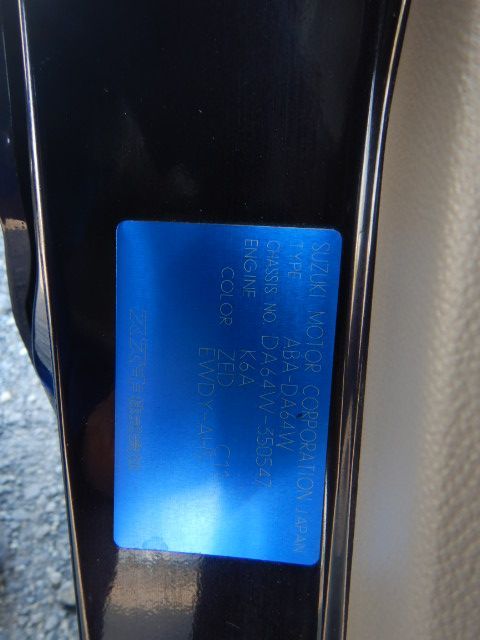 SUZUKI MOTOR CORPORATION JAPAN
TYPE ABA-DA64W
CHASSIS NO. DA64W-350547
ENGINE K6A
COLOR ZED